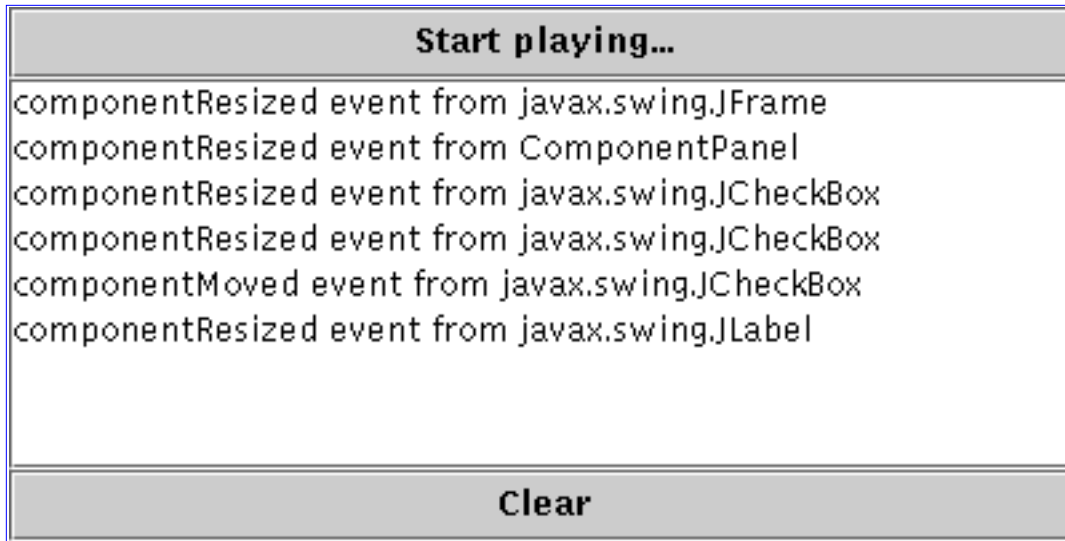 Start playing...
componentResized event from javax.swing.JFrame
componentResized event from ComponentPanel
componentResized event from javax.swing.JCheckBox
componentResized event from javax.swing.JCheckBox
componentMoved event from javax.swing.JCheckBox
componentResized event from javax.swing.JLabel
Clear